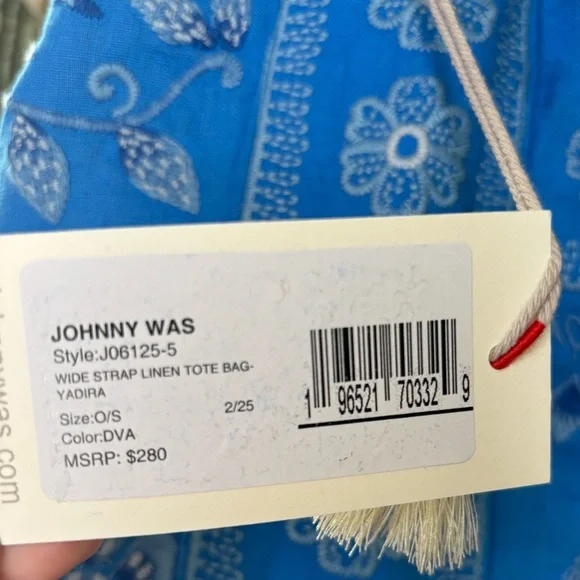 JOHNNY WAS
Style:J06125-5
WIDE STRAP LINEN TOTE BAG-
YADIRA
Size:O/S 2/25
Color:DVA
MSRP: $280
1 96521 70332 9